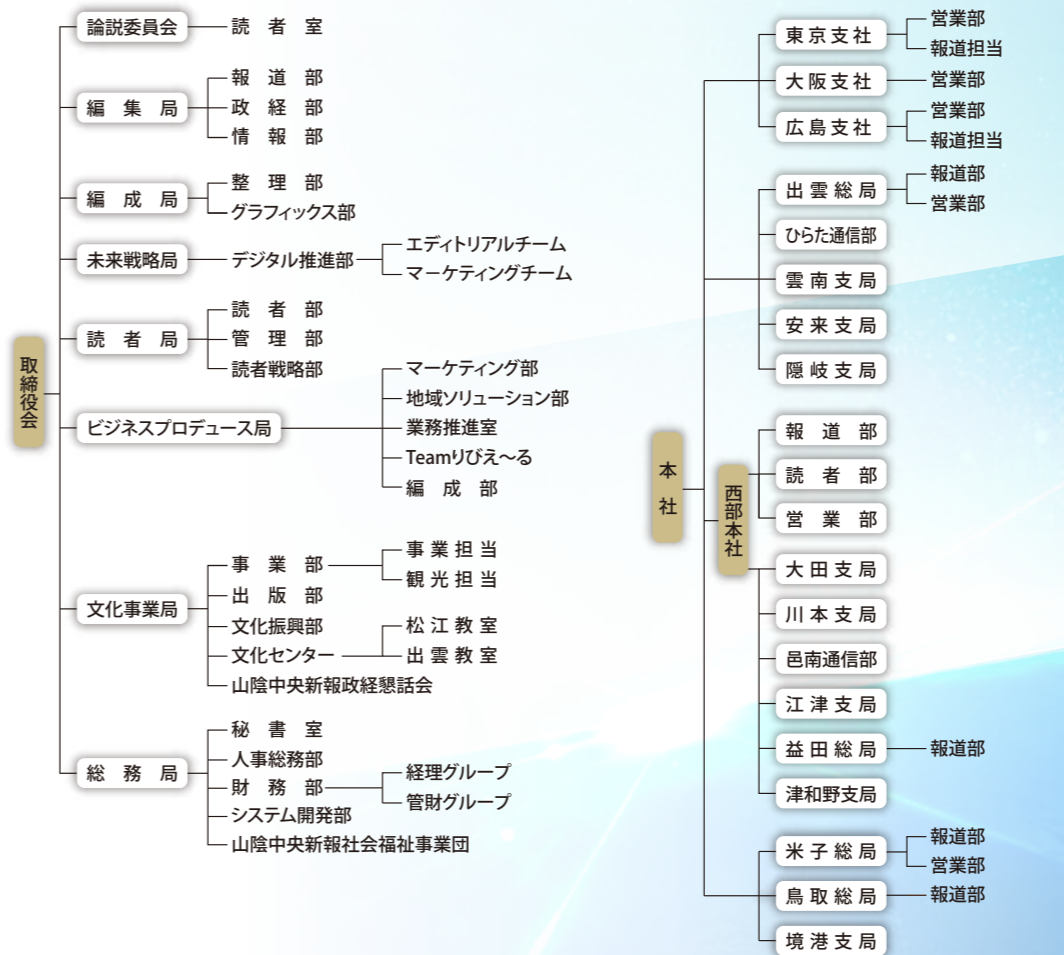 取締役会
論説委員会
読者室
編集局
報道部
政経部
情報部
編成局
整理部
グラフィックス部
未来戦略局
デジタル推進部
エディトリアルチーム
マーケティングチーム
読者局
読者部
管理部
読者戦略部
ビジネスプロデュース局
マーケティング部
地域ソリューション部
業務推進室
Teamりびえ〜る
編成部
文化事業局
事業部
事業担当
観光担当
出版部
文化振興部
文化センター
松江教室
出雲教室
山陰中央新報政経懇話会
総務局
秘書室
人事総務部
財務部
経理グループ
管財グループ
システム開発部
山陰中央新報社会福祉事業団
本社
東京支社
営業部
報道担当
大阪支社
営業部
広島支社
営業部
報道担当
出雲総局
報道部
営業部
ひらた通信部
雲南支局
安来支局
隠岐支局
西部本社
報道部
読者部
営業部
大田支局
川本支局
邑南通信部
江津支局
益田総局
報道部
津和野支局
米子総局
報道部
営業部
鳥取総局
報道部
境港支局